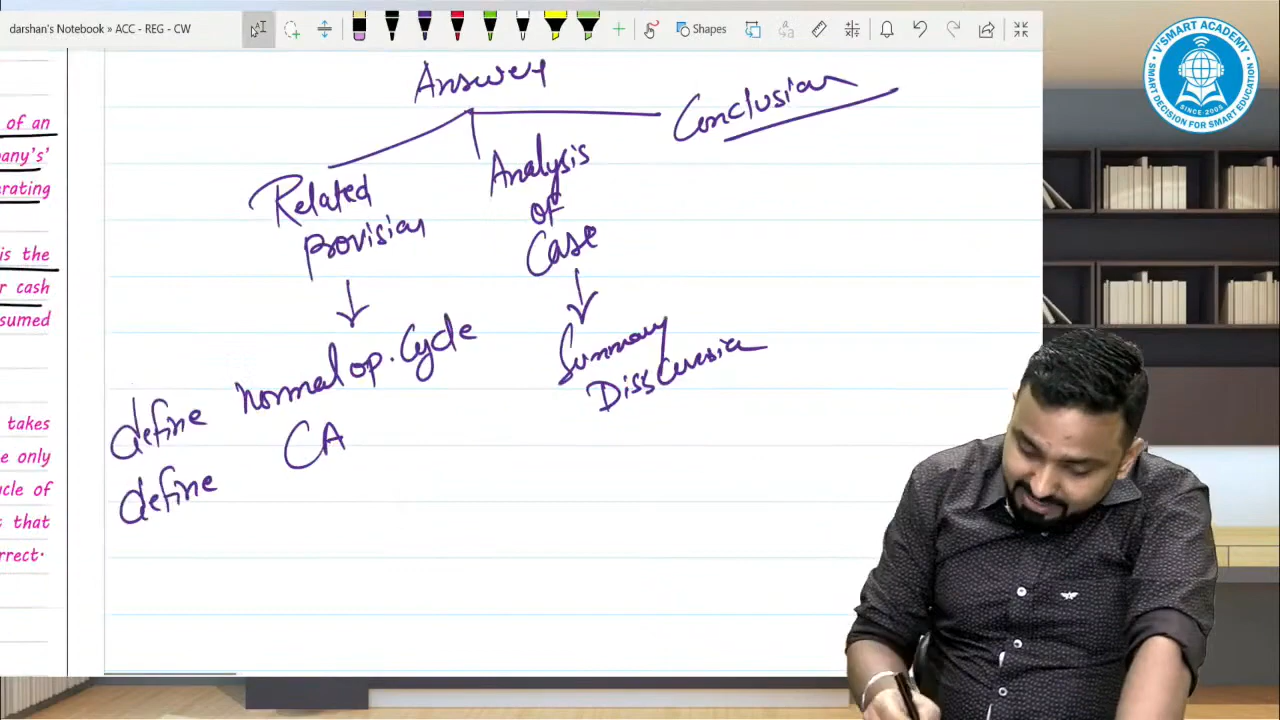 darshan's Notebook » ACC - REG - CW
Shapes
V'SMART ACADEMY
SINCE-2005
SMART DECISION FOR SMART EDUCATION
of an
pany's'
erating
is the
r cash
sumed
takes
e only
cle of
t that
rrect.
Answer
Conclusion
Related
Provision
Analysis
of
Case
Summary
Disscussion
define normal op. Cycle
define CA